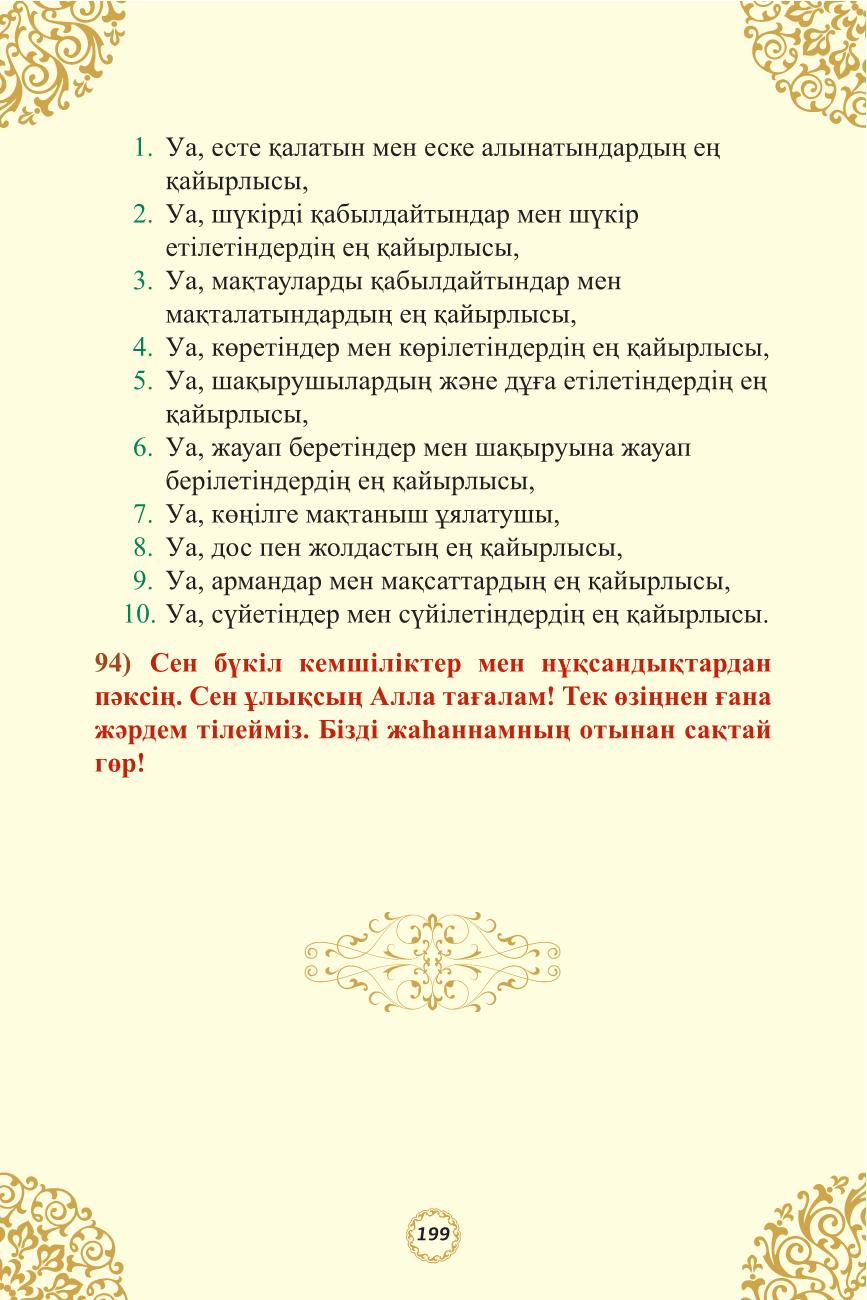 1. Уа, есте қалатын мен еске алынатындардың ең
қайырлысы,
2. Уа, шүкірді қабылдайтындар мен шүкір
етілетіндердің ең қайырлысы,
3. Уа, мақтауларды қабылдайтындар мен
мақталатындардың ең қайырлысы,
4. Уа, көретіндер мен көрілетіндердің ең қайырлысы,
5. Уа, шақырушылардың және дұға етілетіндердің ең
қайырлысы,
6. Уа, жауап беретіндер мен шақыруына жауап
берілетіндердің ең қайырлысы,
7. Уа, көңілге мақтаныш ұялатушы,
8. Уа, дос пен жолдастың ең қайырлысы,
9. Уа, армандар мен мақсаттардың ең қайырлысы,
10. Уа, сүйетіндер мен сүйілетіндердің ең қайырлысы.
94) Сен бүкіл кемшіліктер мен нұқсандықтардан
пәксің. Сен ұлықсың Алла тағалам! Тек өзіңнен ғана
жәрдем тілейміз. Бізді жаһаннамның отынан сақтай
гөр!
199